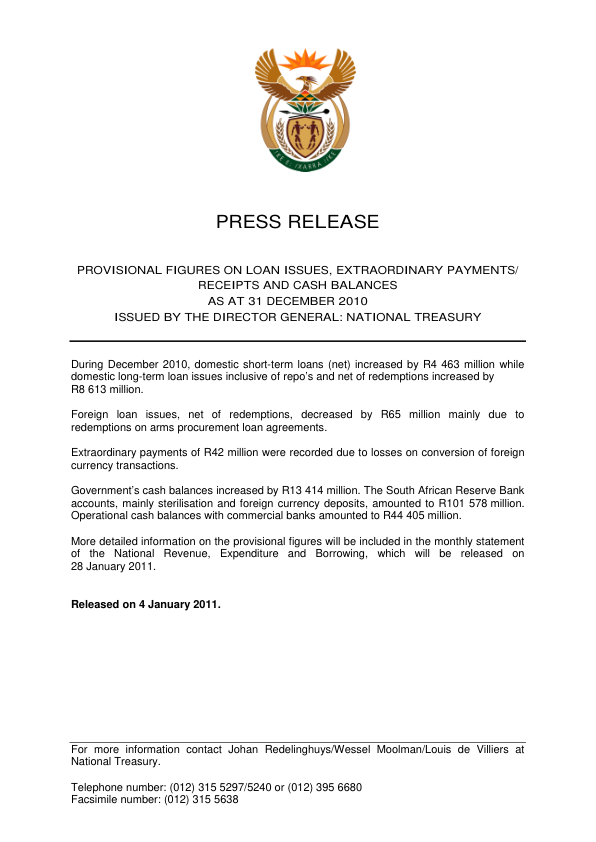 !KE E: /XARRA //KE
PRESS RELEASE
PROVISIONAL FIGURES ON LOAN ISSUES, EXTRAORDINARY PAYMENTS/
RECEIPTS AND CASH BALANCES
AS AT 31 DECEMBER 2010
ISSUED BY THE DIRECTOR GENERAL: NATIONAL TREASURY
During December 2010, domestic short-term loans (net) increased by R4 463 million while
domestic long-term loan issues inclusive of repo's and net of redemptions increased by
R8 613 million.
Foreign loan issues, net of redemptions, decreased by R65 million mainly due to
redemptions on arms procurement loan agreements.
Extraordinary payments of R42 million were recorded due to losses on conversion of foreign
currency transactions.
Government's cash balances increased by R13 414 million. The South African Reserve Bank
accounts, mainly sterilisation and foreign currency deposits, amounted to R101 578 million.
Operational cash balances with commercial banks amounted to R44 405 million.
More detailed information on the provisional figures will be included in the monthly statement
of the National Revenue, Expenditure and Borrowing, which will be released on
28 January 2011.
Released on 4 January 2011.
For more information contact Johan Redelinghuys/Wessel Moolman/Louis de Villiers at
National Treasury.
Telephone number: (012) 315 5297/5240 or (012) 395 6680
Facsimile number: (012) 315 5638